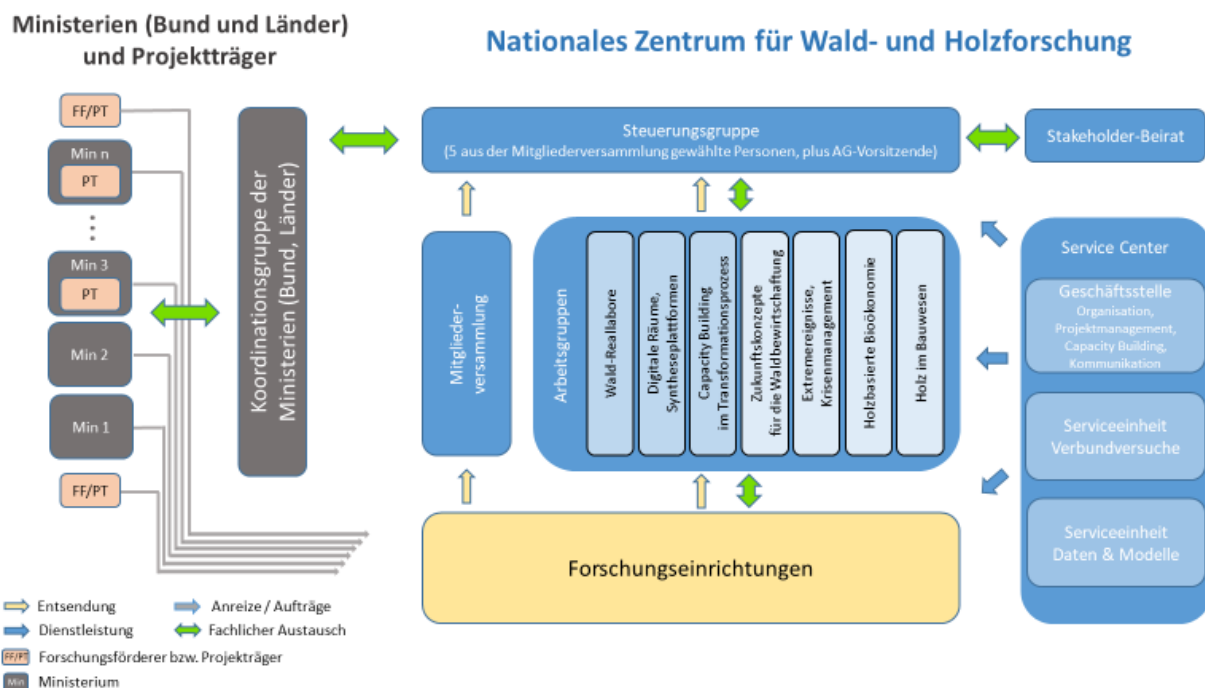 Ministerien (Bund und Länder)
und Projektträger
Nationales Zentrum für Wald- und Holzforschung
FF/PT
Min n
PT
Min 3
PT
Min 2
Min 1
FF/PT
Koordinationsgruppe der
Ministerien (Bund, Länder)
Steuerungsgruppe
(5 aus der Mitgliederversammlung gewählte Personen, plus AG-Vorsitzende)
Stakeholder-Beirat
Mitglieder-
versammlung
Arbeitsgruppen
Wald-Reallabore
Digitale Räume,
Syntheseplattformen
Capacity Building
im Transformationsprozess
Zukunftskonzepte
für die Waldbewirtschaftung
Extremereignisse,
Krisenmanagement
Holzbasierte Bioökonomie
Holz im Bauwesen
Service Center
Geschäftsstelle
Organisation,
Projektmanagement,
Capacity Building,
Kommunikation
Serviceeinheit
Verbundversuche
Serviceeinheit
Daten & Modelle
Forschungseinrichtungen
Entsendung
Anreize / Aufträge
Dienstleistung
Fachlicher Austausch
FF/PT Forschungsförderer bzw. Projekträger
Min Ministerium